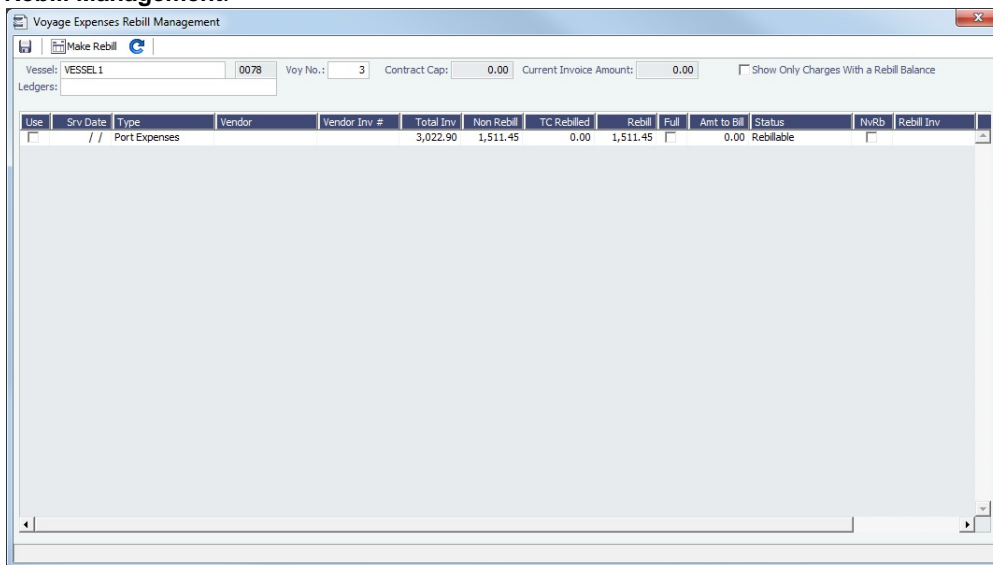 Rebill Management.
Voyage Expenses Rebill Management
Make Rebill
Vessel: VESSEL1 0078 Voy No.: 3 Contract Cap: 0.00 Current Invoice Amount: 0.00 Show Only Charges With a Rebill Balance
Ledgers:
Use Srv Date Type Vendor Vendor Inv # Total Inv Non Rebill TC Rebilled Rebill Full Amt to Bill Status NvRb Rebill Inv
/ / Port Expenses 3,022.90 1,511.45 0.00 1,511.45 0.00 Rebillable